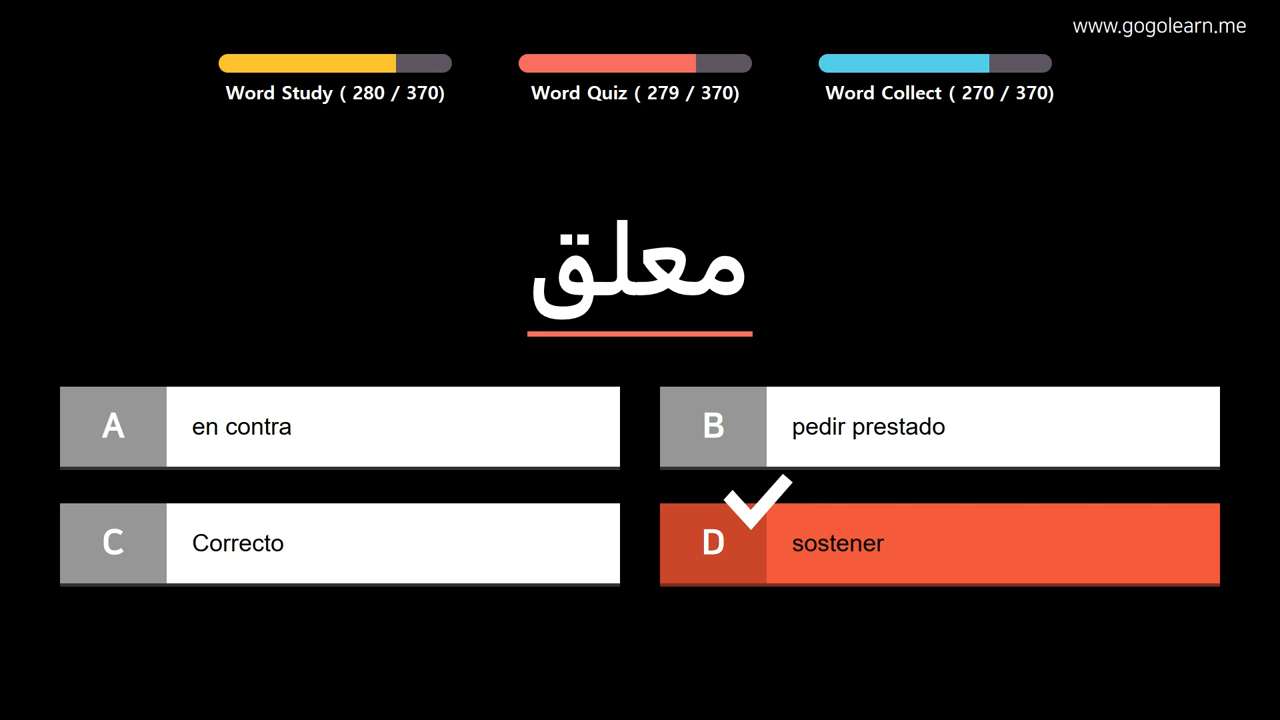 www.gogolearn.me
Word Study ( 280 / 370)
Word Quiz ( 279 / 370)
Word Collect ( 270 / 370)
معلق
A en contra
B pedir prestado
C Correcto
D sostener